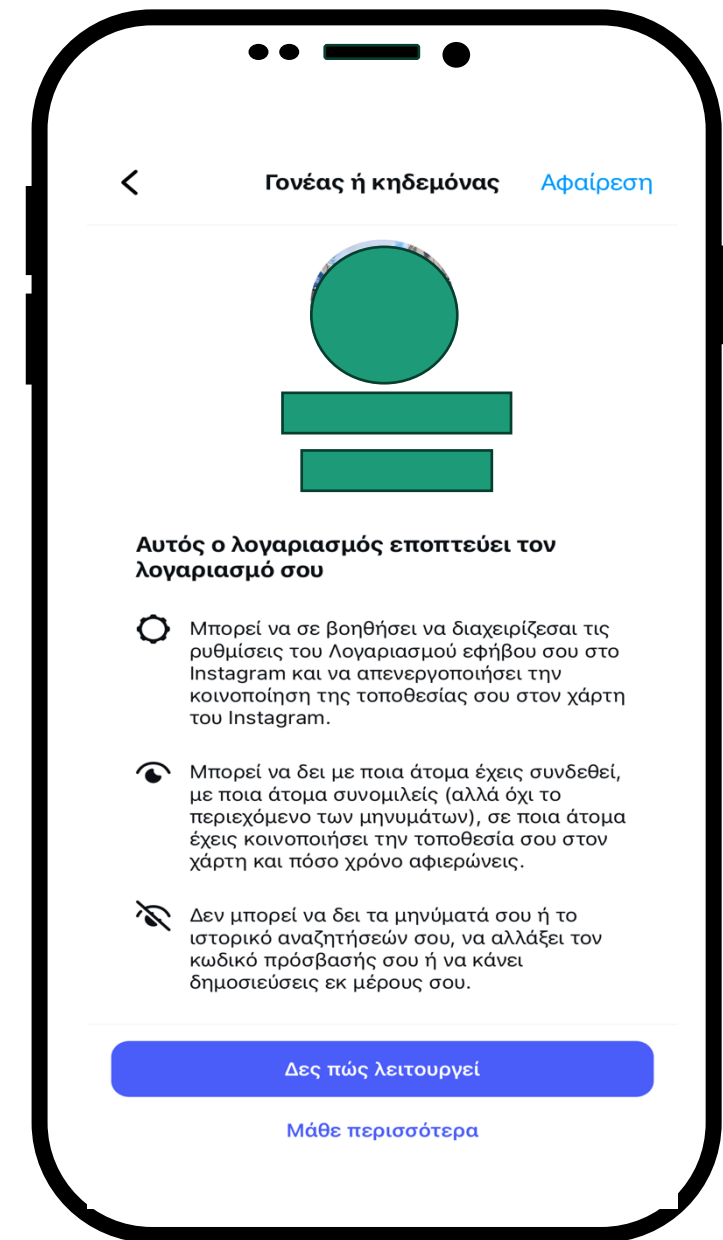 Γονέας ή κηδεμόνας Αφαίρεση
Αυτός ο λογαριασμός εποπτεύει τον
λογαριασμό σου
Μπορεί να σε βοηθήσει να διαχειρίζεσαι τις
ρυθμίσεις του Λογαριασμού εφήβου σου στο
Instagram και να απενεργοποιήσει την
κοινοποίηση της τοποθεσίας σου στον χάρτη
του Instagram.
Μπορεί να δει με ποια άτομα έχεις συνδεθεί,
με ποια άτομα συνομιλείς (αλλά όχι το
περιεχόμενο των μηνυμάτων), σε ποια άτομα
έχεις κοινοποιήσει την τοποθεσία σου στον
χάρτη και πόσο χρόνο αφιερώνεις.
Δεν μπορεί να δει τα μηνύματά σου ή το
ιστορικό αναζητήσεών σου, να αλλάξει τον
κωδικό πρόσβασής σου ή να κάνει
δημοσιεύσεις εκ μέρους σου.
Δες πώς λειτουργεί
Μάθε περισσότερα